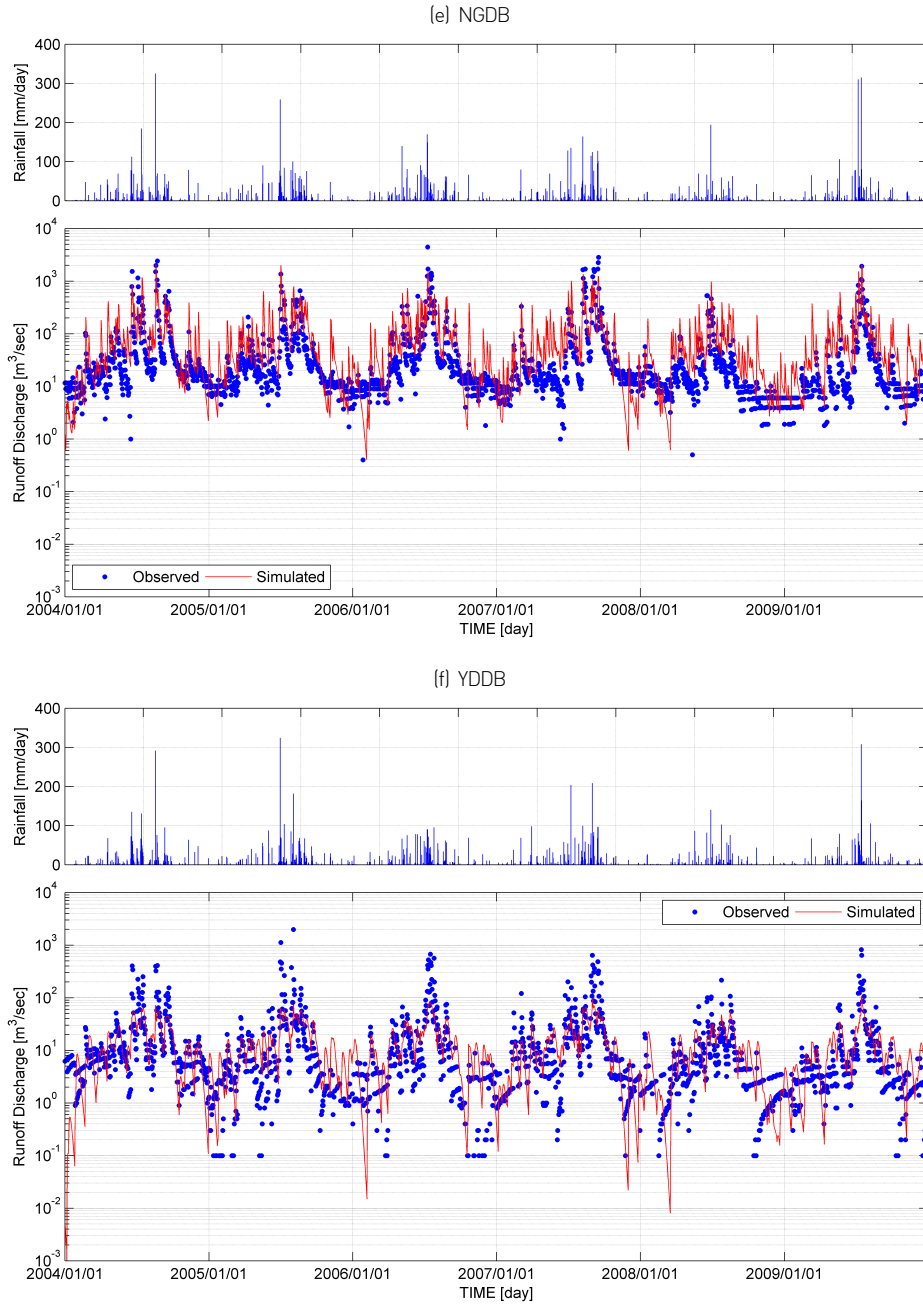 (e) NGDB
400
300
200
100
0
Rainfall [mm/day]
10^4
10^3
10^2
10^1
10^0
10^-1
10^-2
10^-3
Runoff Discharge [m^3/sec]
Observed Simulated
2004/01/01 2005/01/01 2006/01/01 2007/01/01 2008/01/01 2009/01/01
TIME [day]
(f) YDDB
400
300
200
100
0
Rainfall [mm/day]
10^4
10^3
10^2
10^1
10^0
10^-1
10^-2
10^-3
Runoff Discharge [m^3/sec]
Observed Simulated
2004/01/01 2005/01/01 2006/01/01 2007/01/01 2008/01/01 2009/01/01
TIME [day]